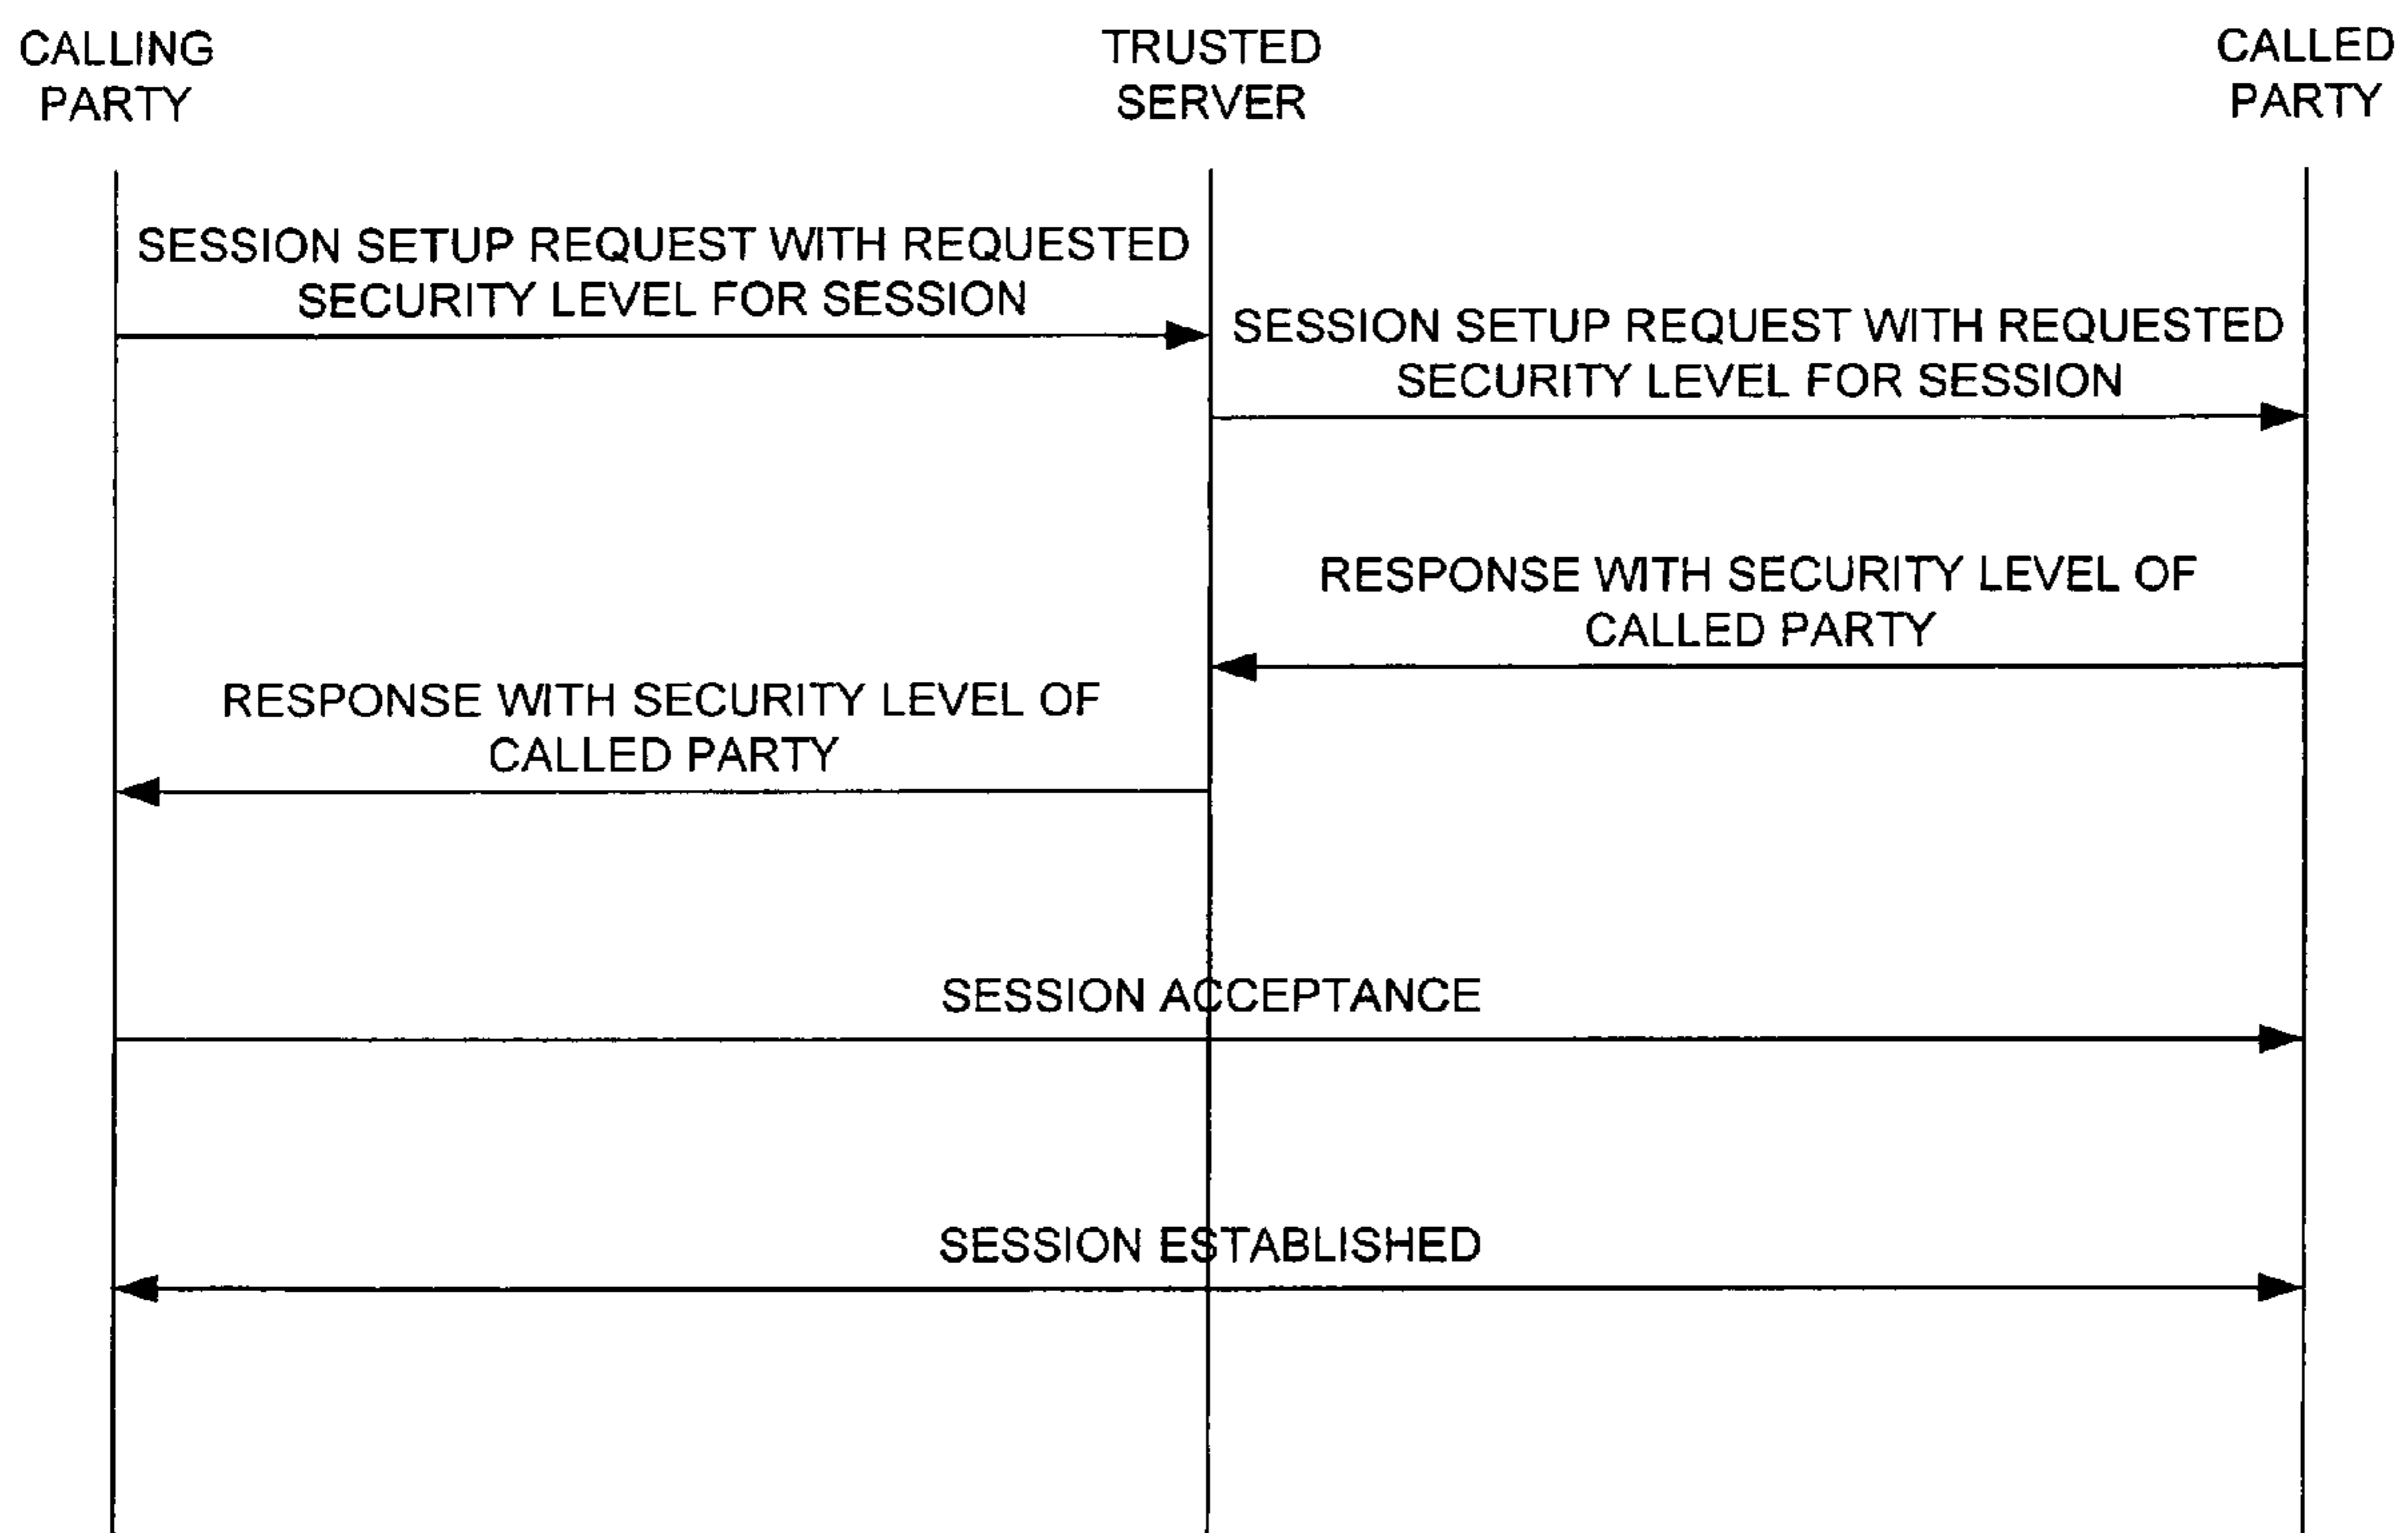 CALLING
PARTY
TRUSTED
SERVER
CALLED
PARTY
SESSION SETUP REQUEST WITH REQUESTED
SECURITY LEVEL FOR SESSION
SESSION SETUP REQUEST WITH REQUESTED
SECURITY LEVEL FOR SESSION
RESPONSE WITH SECURITY LEVEL OF
CALLED PARTY
RESPONSE WITH SECURITY LEVEL OF
CALLED PARTY
SESSION ACCEPTANCE
SESSION ESTABLISHED